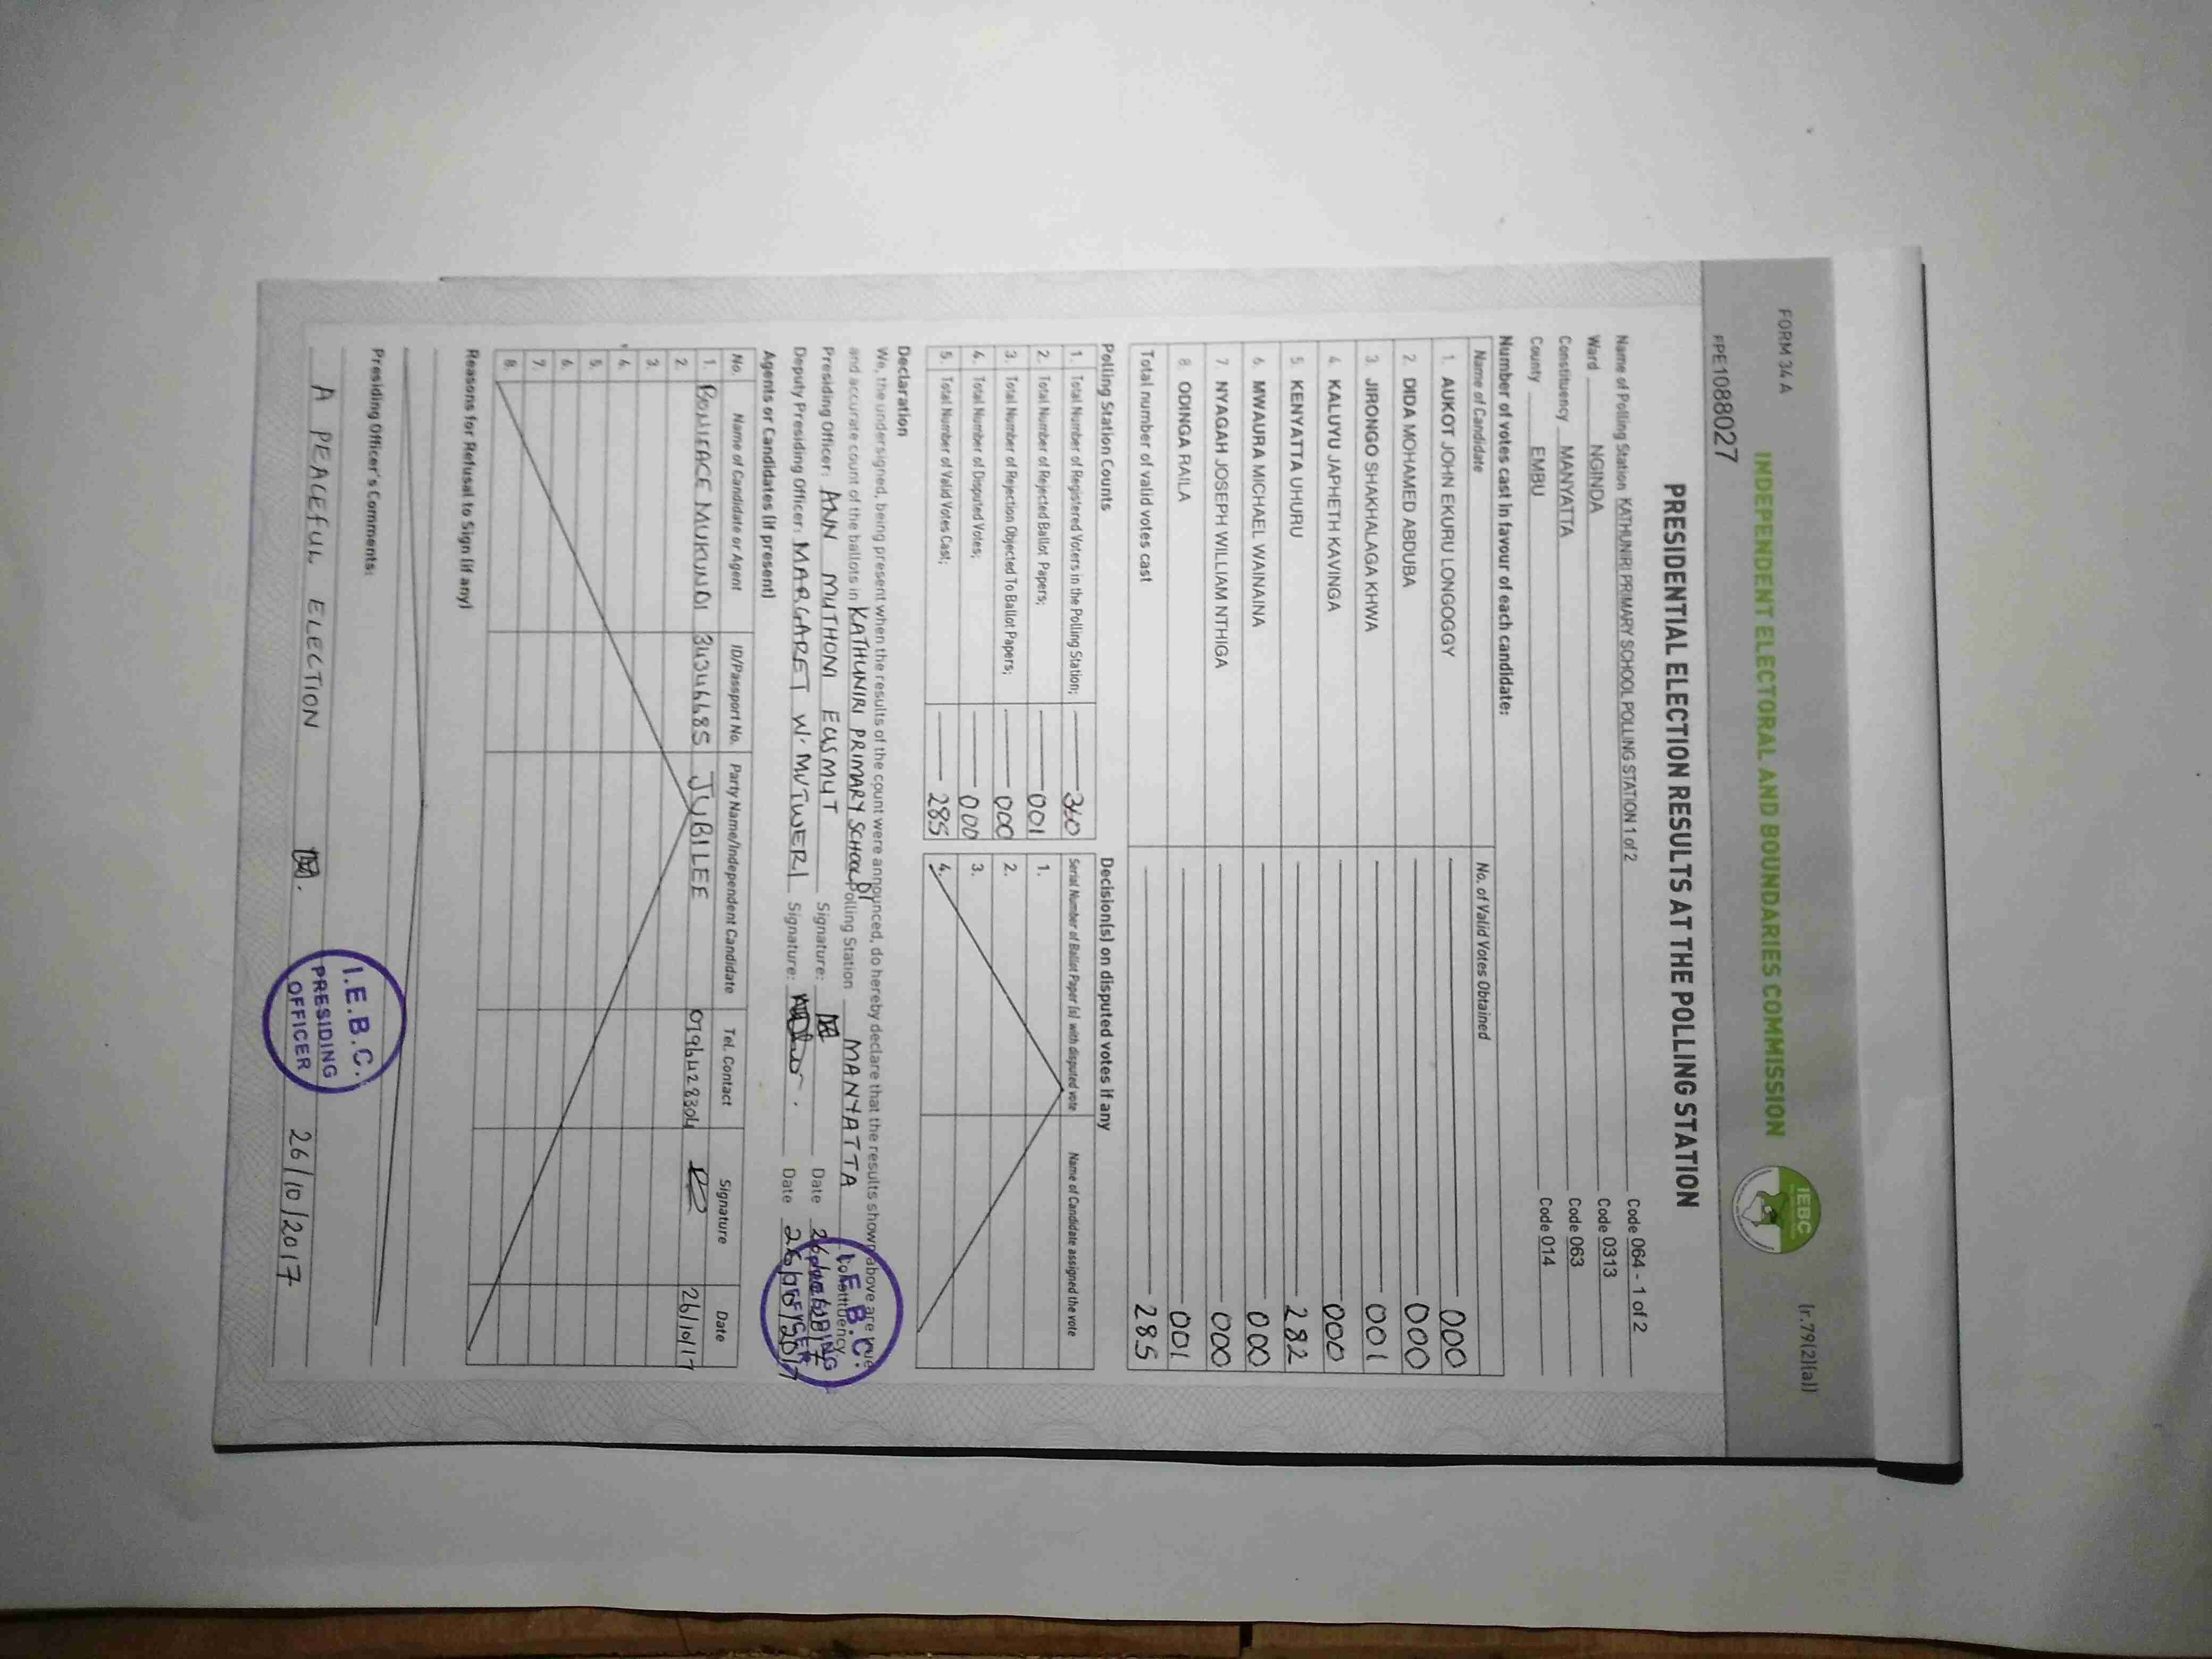 FORM 34 A
(r.79(2)(a))
INDEPENDENT ELECTORAL AND BOUNDARIES COMMISSION
IEBC
PRESIDENTIAL ELECTION RESULTS AT THE POLLING STATION
Name of Polling Station KATHUNIRI PRIMARY SCHOOL POLLING STATION 1 of 2 Code 064 - 1 of 2
Ward NGINDA Code 0313
Constituency MANYATTA Code 063
County EMBU Code 014
Number of votes cast in favour of each candidate:
Name of Candidate No. of Valid Votes Obtained
1. AUKOT JOHN EKURU LONGOGGY 000
2. DIDA MOHAMED ABDUBA 000
3. JIRONGO SHAKHALAGA KHWA 001
4. KALUYU JAPHETH KAVINGA 000
5. KENYATTA UHURU 282
6. MWAURA MICHAEL WAINAINA 000
7. NYAGAH JOSEPH WILLIAM NTHIGA 000
8. ODINGA RAILA 001
Total number of valid votes cast 285
Polling Station Counts
1. Total Number of Registered Voters in the Polling Station; 360
2. Total Number of Rejected Ballot Papers; 001
3. Total Number of Rejection Objected To Ballot Papers; 000
4. Total Number of Disputed Votes; 000
5. Total Number of Valid Votes Cast; 285
Decision(s) on disputed votes if any
Serial Number of Ballot Paper (s) with disputed vote Name of Candidate assigned the vote
1.
2.
3.
4.
Declaration
We, the undersigned, being present when the results of the count were announced, do hereby declare that the results shown above are true
and accurate count of the ballots in KATHUNIRI PRIMARY SCHOOL Polling Station MANYATTA Constituency
Presiding Officer: ANN MUTHONI Signature: Date
Deputy Presiding Officer: MARGARET W. MUTWERI Signature: Date 26/10/2017
I.E.B.C.
PRESIDING
OFFICER
Agents or Candidates (if present)
No. Name of Candidate or Agent ID/Passport No. Party Name/Independent Candidate Tel. Contact Signature Date
1. BONIFACE MUKUNDI 34346685 JUBILEE 0796428304 26/10/17
2.
3.
4.
5.
6.
7.
8.
Reasons for Refusal to Sign (if any)
Presiding Officer's Comments:
A PEACEFUL ELECTION 26/10/2017
I.E.B.C.
PRESIDING
OFFICER